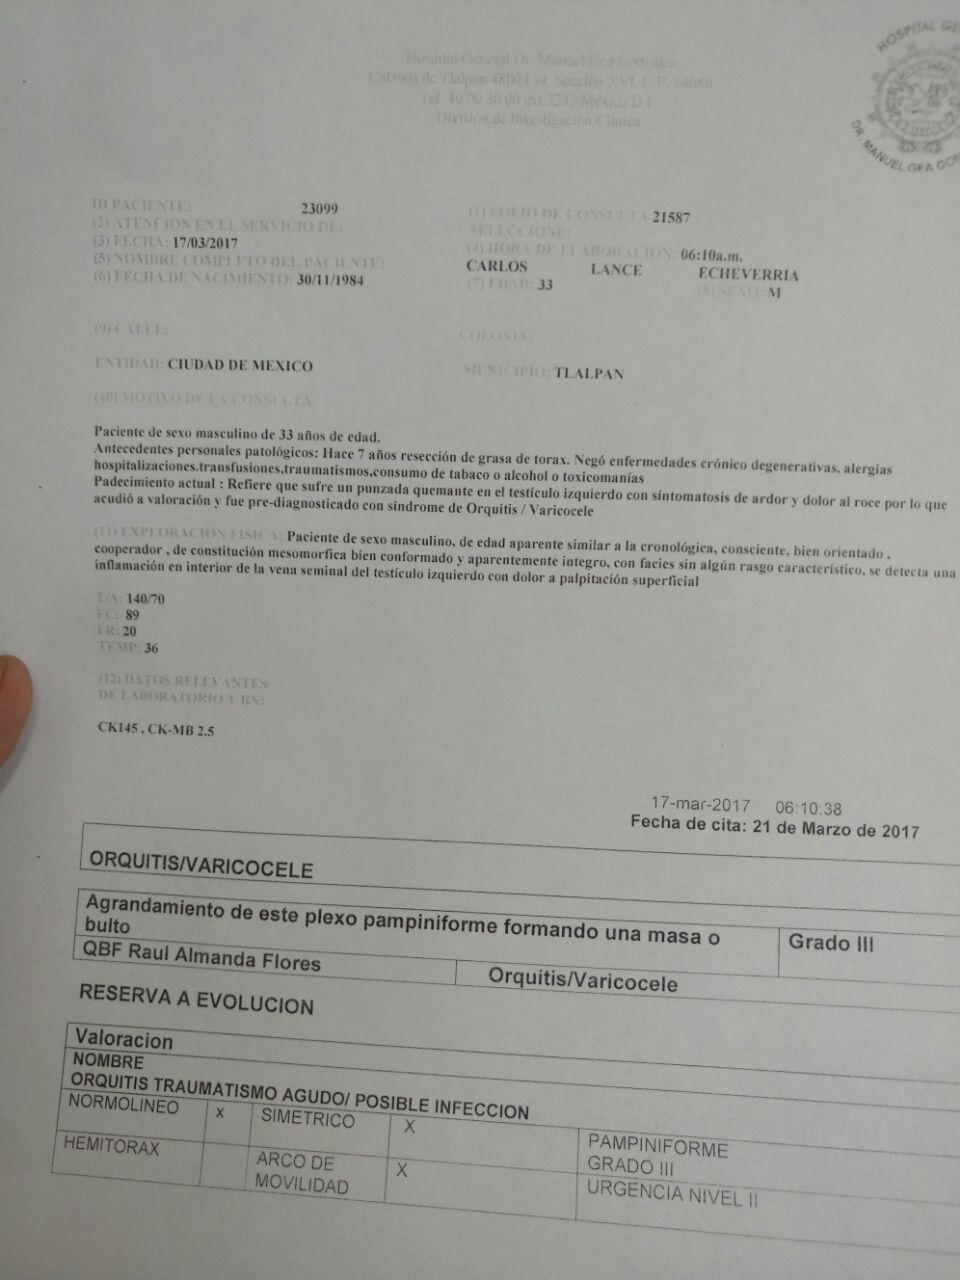 HOSPITAL GE
DR. MANUEL GEA GON
Hospital General Dr. Manuel Gea González
Calzada de Tlalpan 4800 Col. Sección XVI, C.P. 14080
Tel. 40 00 30 00 ext.3243 México D.F.
División de Investigación Clínica
ID PACIENTE: 23099 (1) FOLIO DE CONSULTA 21587
(2) ATENCION EN EL SERVICIO DE: SELECCIONE:
(3) FECHA: 17/03/2017 (4) HORA DE ELABORACION: 06:10a.m.
(5) NOMBRE COMPLETO DEL PACIENTE: CARLOS LANCE ECHEVERRIA
(6) FECHA DE NACIMIENTO: 30/11/1984 (7) EDAD: 33 (8) SEXO: M
(9) CALLE: COLONIA:
ENTIDAD: CIUDAD DE MEXICO MUNICIPIO: TLALPAN
(10) MOTIVO DE LA CONSULTA:
Paciente de sexo masculino de 33 años de edad.
Antecedentes personales patológicos: Hace 7 años resección de grasa de torax. Negó enfermedades crónico degenerativas, alergias
hospitalizaciones,transfusiones,traumatismos,consumo de tabaco o alcohol o toxicomanías
Padecimiento actual : Refiere que sufre un punzada quemante en el testículo izquierdo con síntomatosis de ardor y dolor al roce por lo que
acudió a valoración y fue pre-diagnosticado con síndrome de Orquitis / Varicocele
(11) EXPLORACION FISICA: Paciente de sexo masculino, de edad aparente similar a la cronológica, consciente, bien orientado ,
cooperador , de constitución mesomorfica bien conformado y aparentemente integro, con facies sin algún rasgo característico, se detecta una
inflamación en interior de la vena seminal del testículo izquierdo con dolor a palpitación superficial
T/A: 140/70
FC: 89
FR: 20
TEMP: 36
(12) DATOS RELEVANTES
DE LABORATORIO Y RX:
CK145 , CK-MB 2.5
17-mar-2017 06:10:38
Fecha de cita: 21 de Marzo de 2017
ORQUITIS/VARICOCELE
Agrandamiento de este plexo pampiniforme formando una masa o
bulto
Grado III
QBF Raul Almanda Flores Orquitis/Varicocele
RESERVA A EVOLUCION
Valoracion
NOMBRE
ORQUITIS TRAUMATISMO AGUDO/ POSIBLE INFECCION
NORMOLINEO x SIMETRICO X PAMPINIFORME
GRADO III
HEMITORAX ARCO DE
MOVILIDAD X URGENCIA NIVEL II